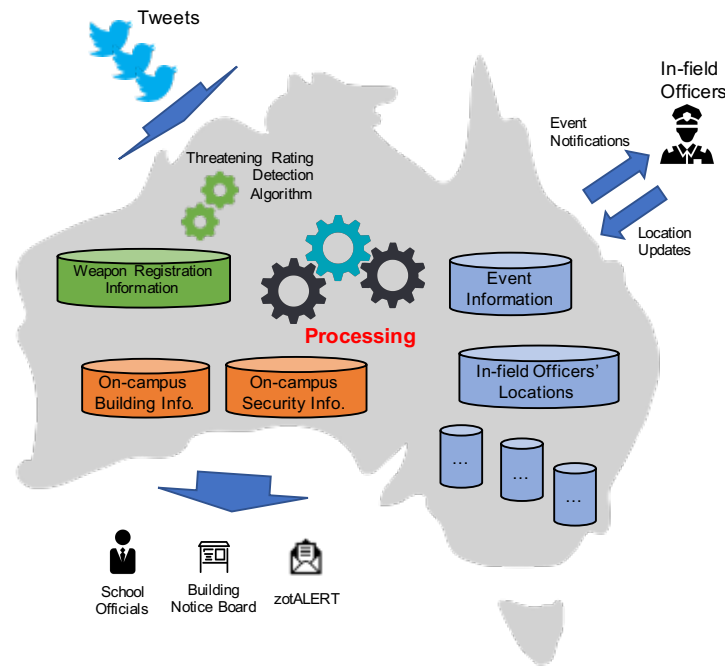 Tweets
In-field
Officers
Event
Notifications
Threatening Rating
Detection
Algorithm
Location
Updates
Weapon Registration
Information
Event
Information
Processing
On-campus
Building Info.
On-campus
Security Info.
In-field Officers'
Locations
...
...
...
School
Officials
Building
Notice Board
zotALERT